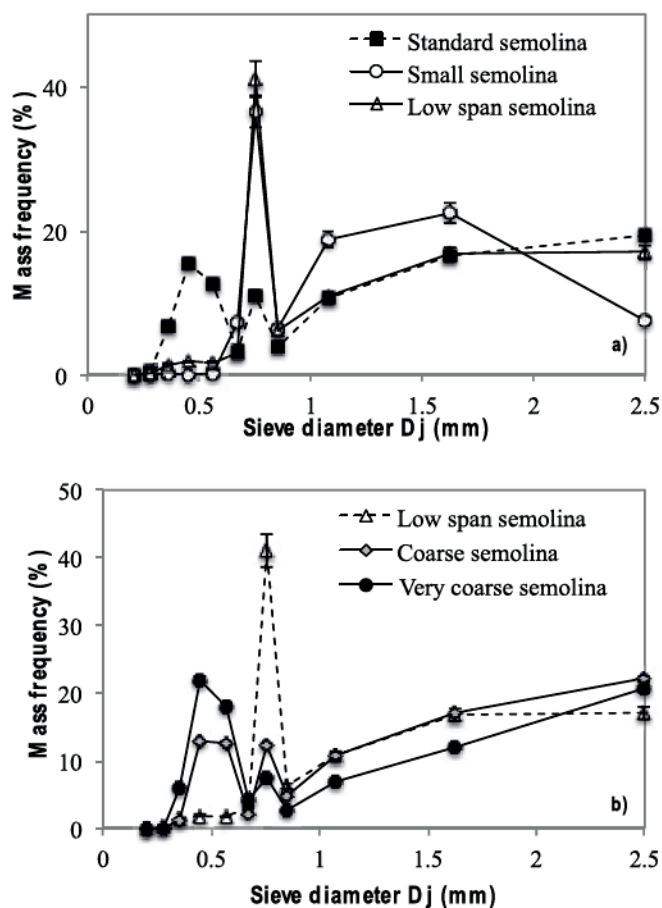 Standard semolina
Small semolina
Low span semolina
40
20
0
Mass frequency (%)
a)
0 0.5 1 1.5 2 2.5
Sieve diameter Dj (mm)
50
40
30
20
10
0
Mass frequency (%)
Low span semolina
Coarse semolina
Very coarse semolina
b)
0 0.5 1 1.5 2 2.5
Sieve diameter Dj (mm)